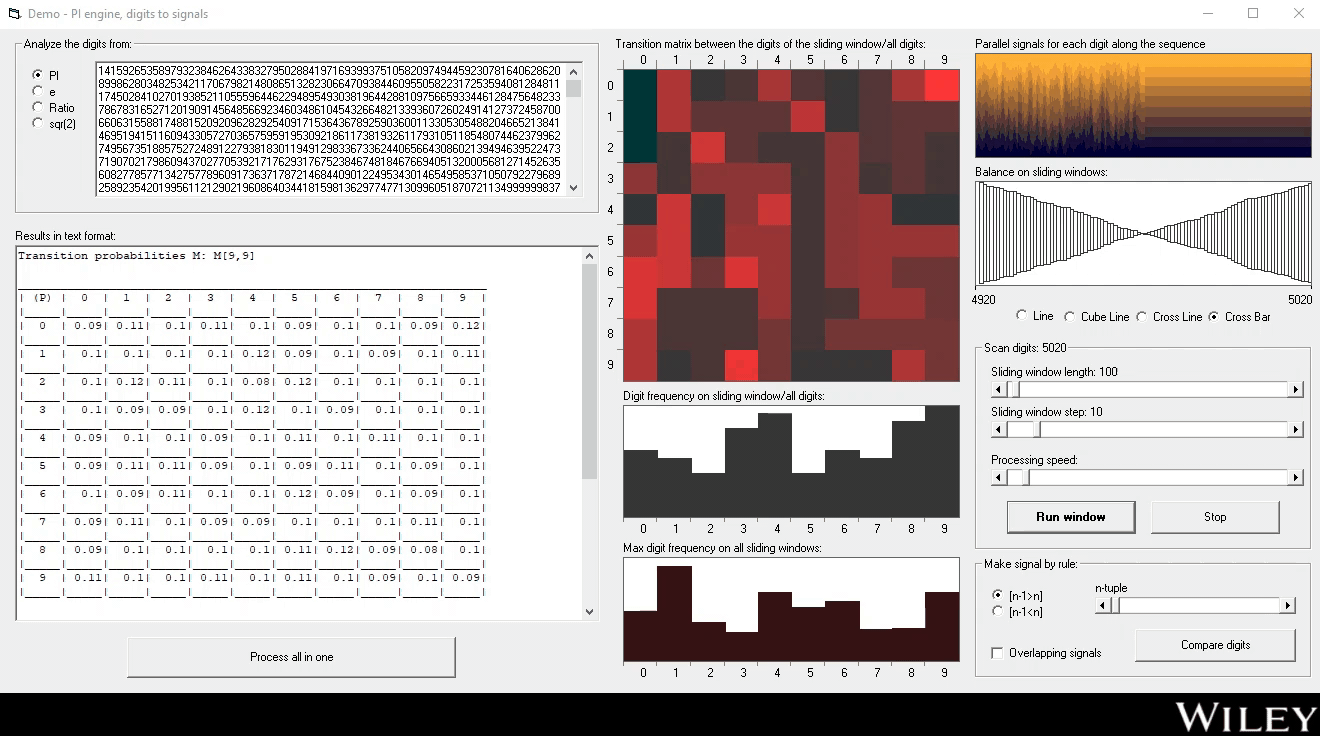 Demo - PI engine, digits to signals
Analyze the digits from:
PI
e
Ratio
sqr(2)
14159265358979323846264338327950288419716939937510582097494459230781640628620
89986280348253421170679821480865132823066470938446095505822317253594081284811
17450284102701938521105559644622948954930381964428810975665933446128475648233
78678316527120190914564856692346034861045432664821339360726024914127372458700
66063155881748815209209628292540917153643678925903600113305305488204665213841
46951941511609433057270365759591953092186117381932611793105118548074462379962
74956735188575272489122793818301194912983367336244065664308602139494639522473
71907021798609437027705392171762931767523846748184676694051320005681271452635
60827785771342757789609173637178721468440901224953430146549585371050792279689
25892354201995611212902196086403441815981362977477130996051870721134999999837
Results in text format:
Transition probabilities M: M[9,9]
| (P) | 0 | 1 | 2 | 3 | 4 | 5 | 6 | 7 | 8 | 9 |
| 0 | 0.09| 0.11| 0.1| 0.11| 0.1| 0.09| 0.1| 0.1| 0.09| 0.12|
| 1 | 0.1| 0.1| 0.1| 0.1| 0.12| 0.09| 0.1| 0.09| 0.1| 0.11|
| 2 | 0.1| 0.12| 0.11| 0.1| 0.08| 0.12| 0.1| 0.1| 0.1| 0.1|
| 3 | 0.1| 0.09| 0.09| 0.1| 0.12| 0.1| 0.09| 0.1| 0.1| 0.1|
| 4 | 0.09| 0.1| 0.1| 0.09| 0.1| 0.11| 0.1| 0.11| 0.11| 0.1|
| 5 | 0.09| 0.11| 0.11| 0.09| 0.1| 0.09| 0.11| 0.1| 0.09| 0.1|
| 6 | 0.1| 0.09| 0.11| 0.1| 0.1| 0.12| 0.09| 0.1| 0.09| 0.1|
| 7 | 0.09| 0.11| 0.1| 0.09| 0.1| 0.11| 0.1| 0.1| 0.11| 0.1|
| 8 | 0.09| 0.1| 0.1| 0.1| 0.1| 0.11| 0.12| 0.09| 0.08| 0.1|
| 9 | 0.11| 0.1| 0.11| 0.11| 0.1| 0.11| 0.1| 0.09| 0.1| 0.09|
Process all in one
Transition matrix between the digits of the sliding window/all digits:
0 1 2 3 4 5 6 7 8 9
0
1
2
3
4
5
6
7
8
9
Digit frequency on sliding window/all digits:
0 1 2 3 4 5 6 7 8 9
Max digit frequency on all sliding windows:
0 1 2 3 4 5 6 7 8 9
Parallel signals for each digit along the sequence
Balance on sliding windows:
4920 5020
Line Cube Line Cross Line Cross Bar
Scan digits: 5020
Sliding window length: 100
Sliding window step: 10
Processing speed:
Run window Stop
Make signal by rule:
[n-1>n]
[n-1<n]
n-tuple
Overlapping signals
Compare digits
WILEY